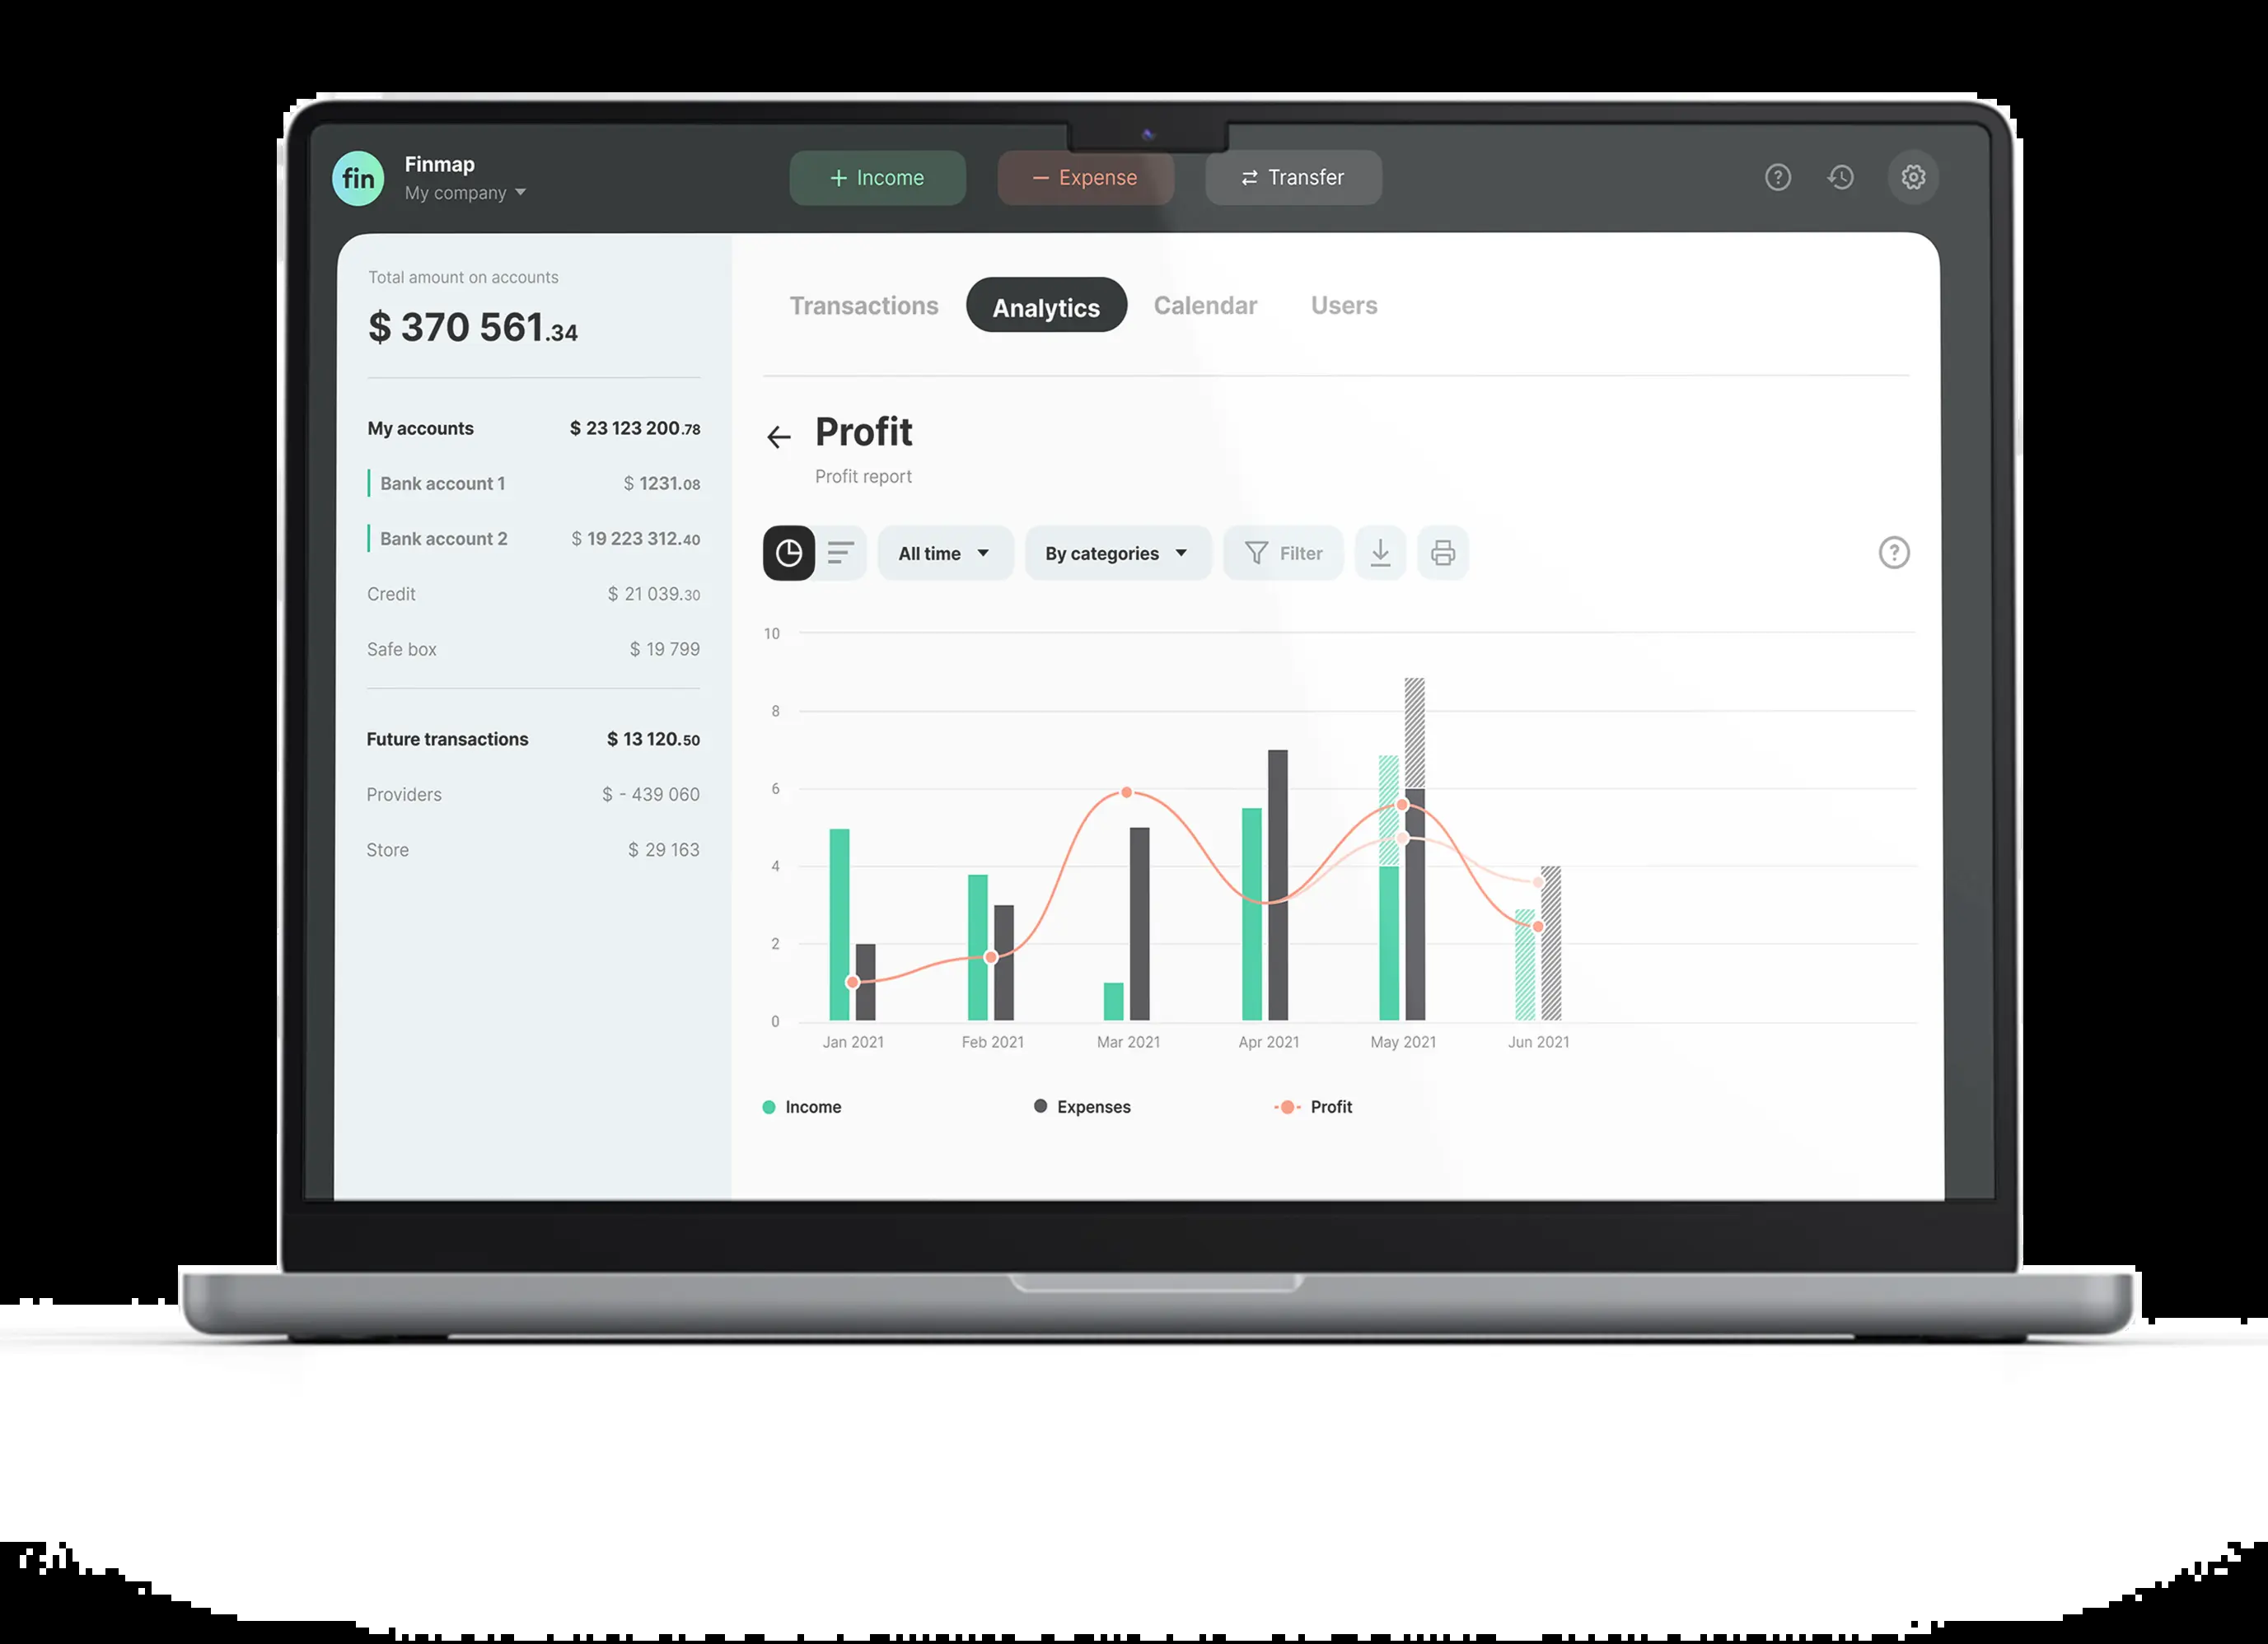 fin
Finmap
My company
+ Income
− Expense
Transfer
Total amount on accounts
$ 370 561.34
My accounts $ 23 123 200.78
Bank account 1 $ 1231.08
Bank account 2 $ 19 223 312.40
Credit $ 21 039.30
Safe box $ 19 799
Future transactions $ 13 120.50
Providers $ - 439 060
Store $ 29 163
Transactions Analytics Calendar Users
Profit
Profit report
All time
By categories
Filter
?
?
10
8
6
4
2
0
Jan 2021 Feb 2021 Mar 2021 Apr 2021 May 2021 Jun 2021
Income Expenses Profit